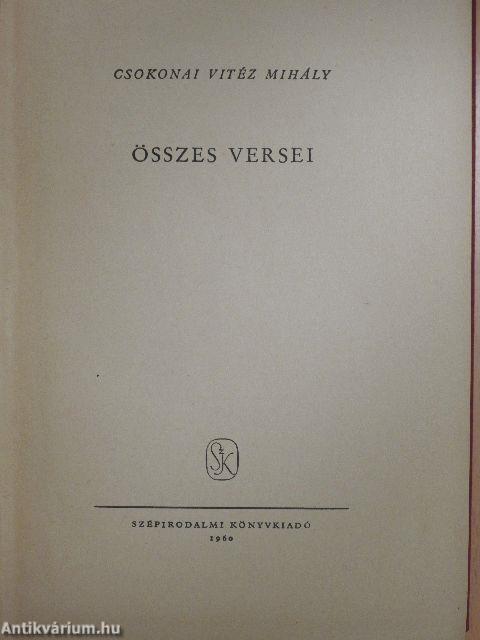 CSOKONAI VITÉZ MIHÁLY
ÖSSZES VERSEI
SzK
SZÉPIRODALMI KÖNYVKIADÓ
1960
Antikvárium.hu